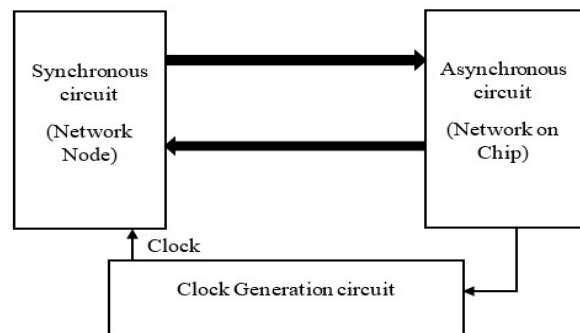 Synchronous
circuit
(Network
Node)
Asynchronous
circuit
(Network on
Chip)
Clock
Clock Generation circuit